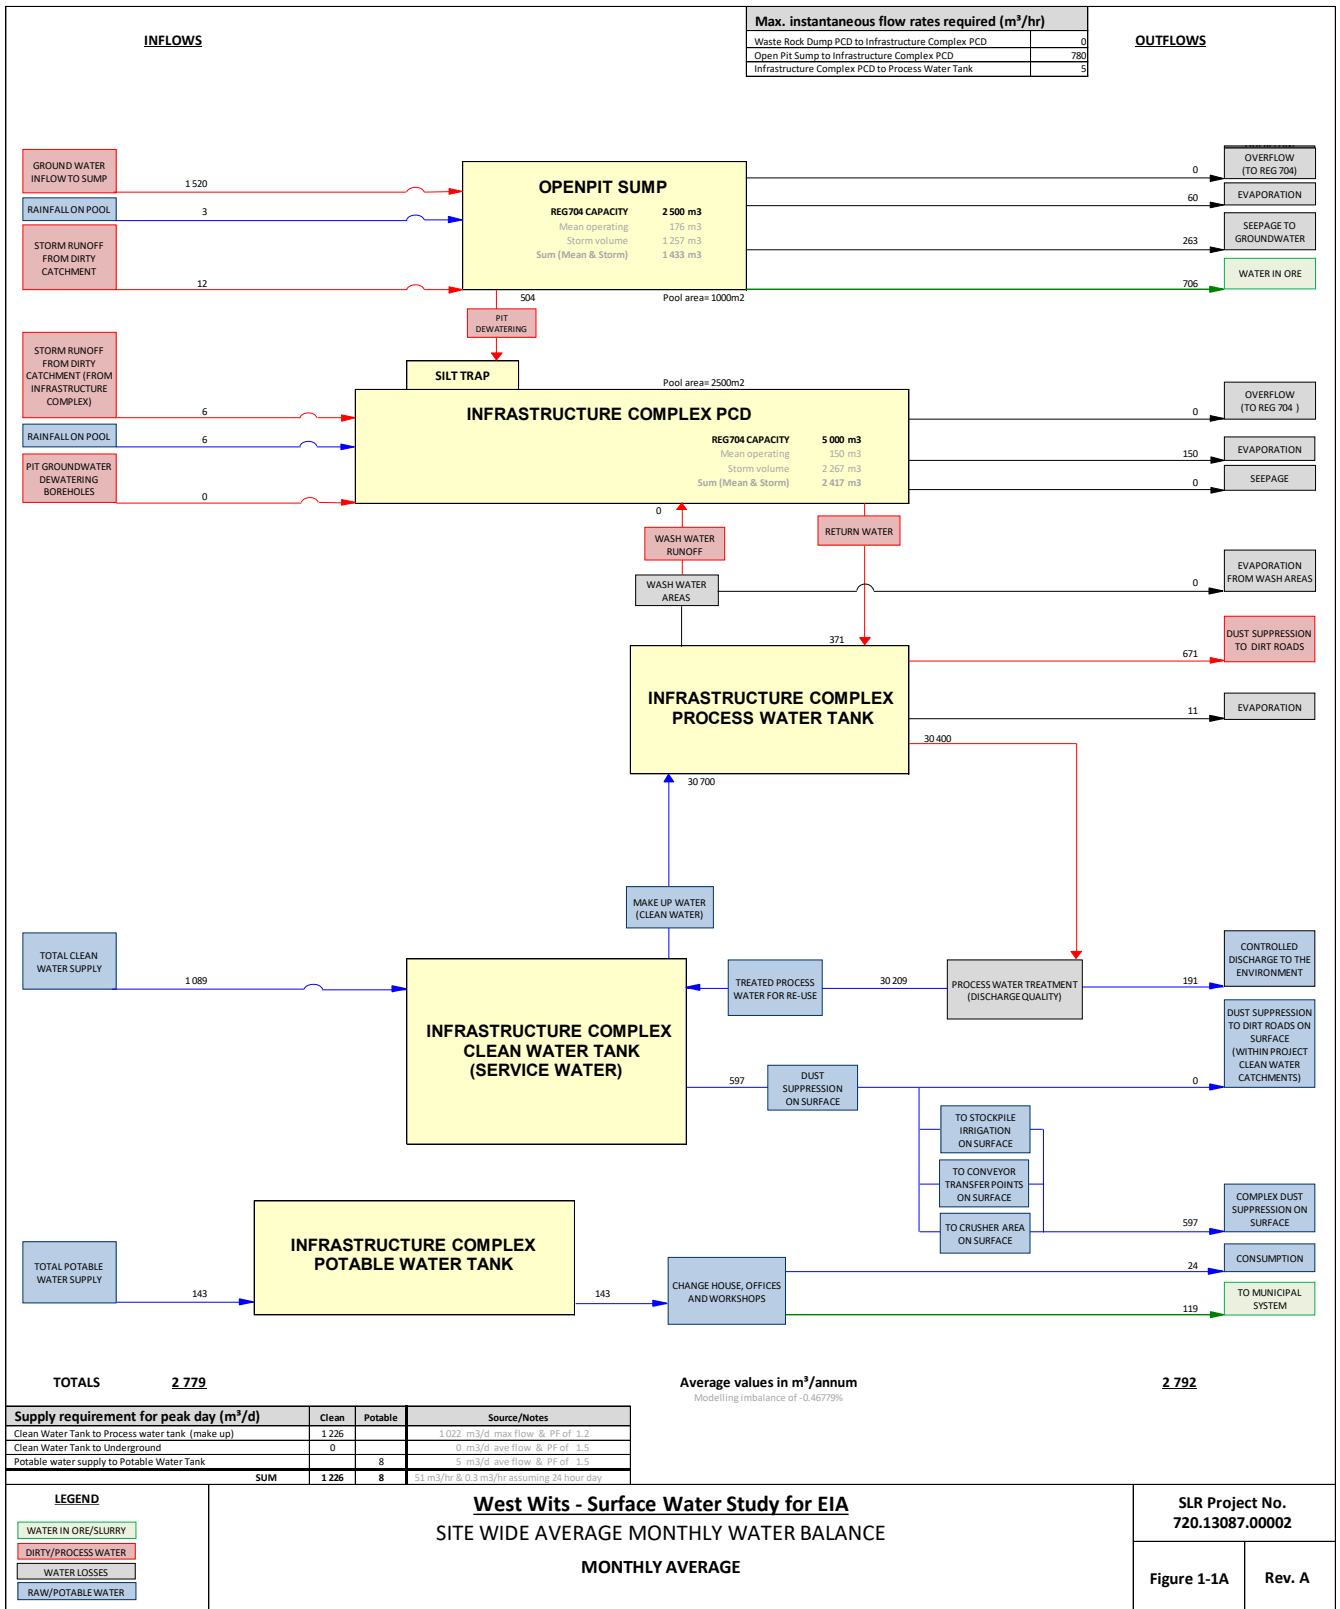 Max. instantaneous flow rates required (m³/hr)
Waste Rock Dump PCD to Infrastructure Complex PCD 0
Open Pit Sump to Infrastructure Complex PCD 780
Infrastructure Complex PCD to Process Water Tank 5
INFLOWS
OUTFLOWS
GROUND WATER
INFLOW TO SUMP
1 520
RAINFALL ON POOL
3
STORM RUNOFF
FROM DIRTY
CATCHMENT
12
OPENPIT SUMP
REG704 CAPACITY 2 500 m3
Mean operating 176 m3
Storm volume 1 257 m3
Sum (Mean & Storm) 1 433 m3
Pool area= 1000m2
0
OVERFLOW
(TO REG 704)
60
EVAPORATION
263
SEEPAGE TO
GROUNDWATER
706
WATER IN ORE
504
PIT
DEWATERING
STORM RUNOFF
FROM DIRTY
CATCHMENT (FROM
INFRASTRUCTURE
COMPLEX)
6
RAINFALL ON POOL
6
PIT GROUNDWATER
DEWATERING
BOREHOLES
0
SILT TRAP
Pool area= 2500m2
INFRASTRUCTURE COMPLEX PCD
REG704 CAPACITY 5 000 m3
Mean operating 150 m3
Storm volume 2 267 m3
Sum (Mean & Storm) 2 417 m3
0
OVERFLOW
(TO REG 704 )
150
EVAPORATION
0
SEEPAGE
0
WASH WATER
RUNOFF
RETURN WATER
WASH WATER
AREAS
0
EVAPORATION
FROM WASH AREAS
371
INFRASTRUCTURE COMPLEX
PROCESS WATER TANK
671
DUST SUPPRESSION
TO DIRT ROADS
11
EVAPORATION
30 400
30 700
MAKE UP WATER
(CLEAN WATER)
TOTAL CLEAN
WATER SUPPLY
1 089
INFRASTRUCTURE COMPLEX
CLEAN WATER TANK
(SERVICE WATER)
TREATED PROCESS
WATER FOR RE-USE
30 209
PROCESS WATER TREATMENT
(DISCHARGE QUALITY)
191
CONTROLLED
DISCHARGE TO THE
ENVIRONMENT
597
DUST
SUPPRESSION
ON SURFACE
0
DUST SUPPRESSION
TO DIRT ROADS ON
SURFACE
(WITHIN PROJECT
CLEAN WATER
CATCHMENTS)
TO STOCKPILE
IRRIGATION
ON SURFACE
TO CONVEYOR
TRANSFER POINTS
ON SURFACE
TO CRUSHER AREA
ON SURFACE
597
COMPLEX DUST
SUPPRESSION ON
SURFACE
TOTAL POTABLE
WATER SUPPLY
143
INFRASTRUCTURE COMPLEX
POTABLE WATER TANK
143
CHANGE HOUSE, OFFICES
AND WORKSHOPS
24
CONSUMPTION
119
TO MUNICIPAL
SYSTEM
TOTALS 2 779
Average values in m³/annum
Modelling imbalance of -0.46779%
2 792
Supply requirement for peak day (m³/d) Clean Potable Source/Notes
Clean Water Tank to Process water tank (make up) 1 226 1 022 m3/d max flow & PF of 1.2
Clean Water Tank to Underground 0 0 m3/d ave flow & PF of 1.5
Potable water supply to Potable Water Tank 8 5 m3/d ave flow & PF of 1.5
SUM 1 226 8 51 m3/hr & 0.3 m3/hr assuming 24 hour day
LEGEND
WATER IN ORE/SLURRY
DIRTY/PROCESS WATER
WATER LOSSES
RAW/POTABLE WATER
West Wits - Surface Water Study for EIA
SITE WIDE AVERAGE MONTHLY WATER BALANCE
MONTHLY AVERAGE
SLR Project No.
720.13087.00002
Figure 1-1A
Rev. A